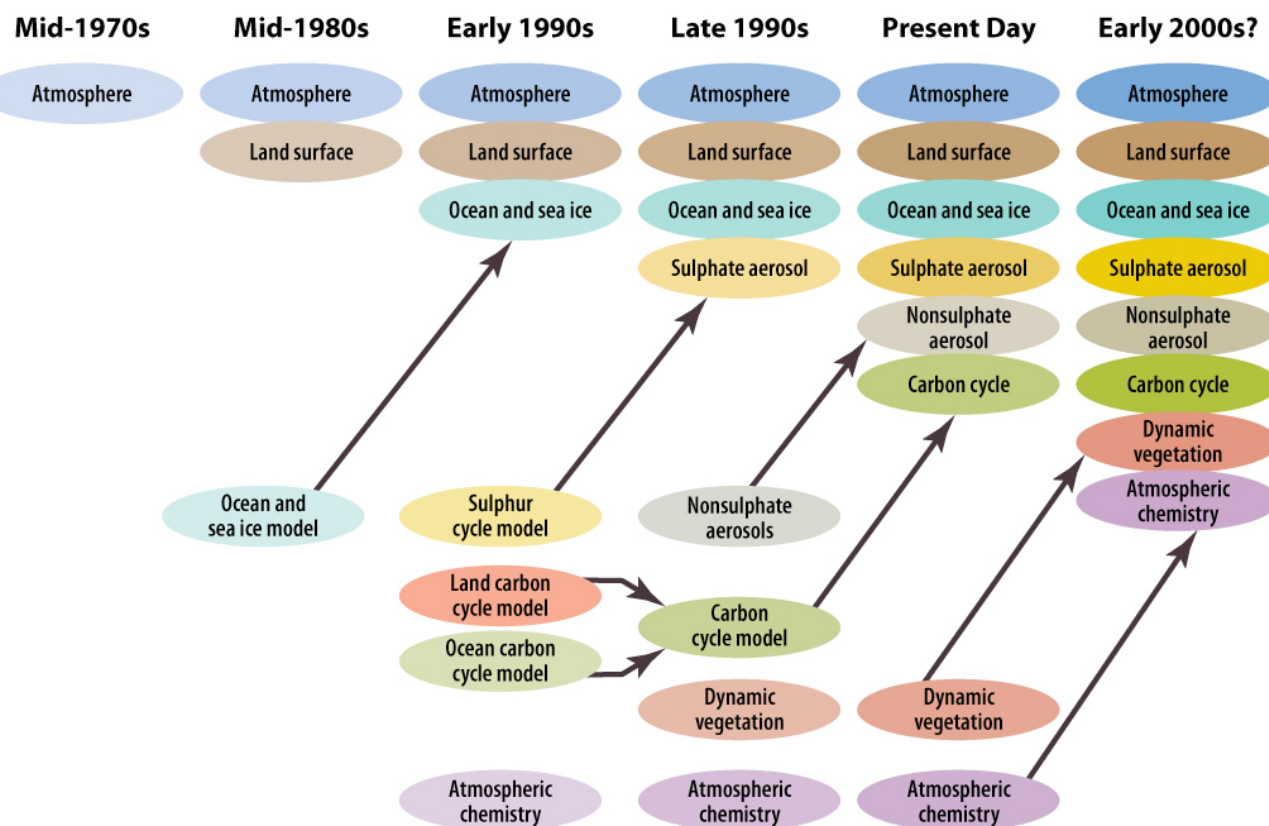 Mid-1970s
Mid-1980s
Early 1990s
Late 1990s
Present Day
Early 2000s?
Atmosphere
Atmosphere
Atmosphere
Atmosphere
Atmosphere
Atmosphere
Land surface
Land surface
Land surface
Land surface
Land surface
Ocean and sea ice
Ocean and sea ice
Ocean and sea ice
Ocean and sea ice
Sulphate aerosol
Sulphate aerosol
Sulphate aerosol
Nonsulphate
aerosol
Nonsulphate
aerosol
Carbon cycle
Carbon cycle
Dynamic
vegetation
Atmospheric
chemistry
Ocean and
sea ice model
Sulphur
cycle model
Nonsulphate
aerosols
Land carbon
cycle model
Ocean carbon
cycle model
Carbon
cycle model
Dynamic
vegetation
Dynamic
vegetation
Atmospheric
chemistry
Atmospheric
chemistry
Atmospheric
chemistry